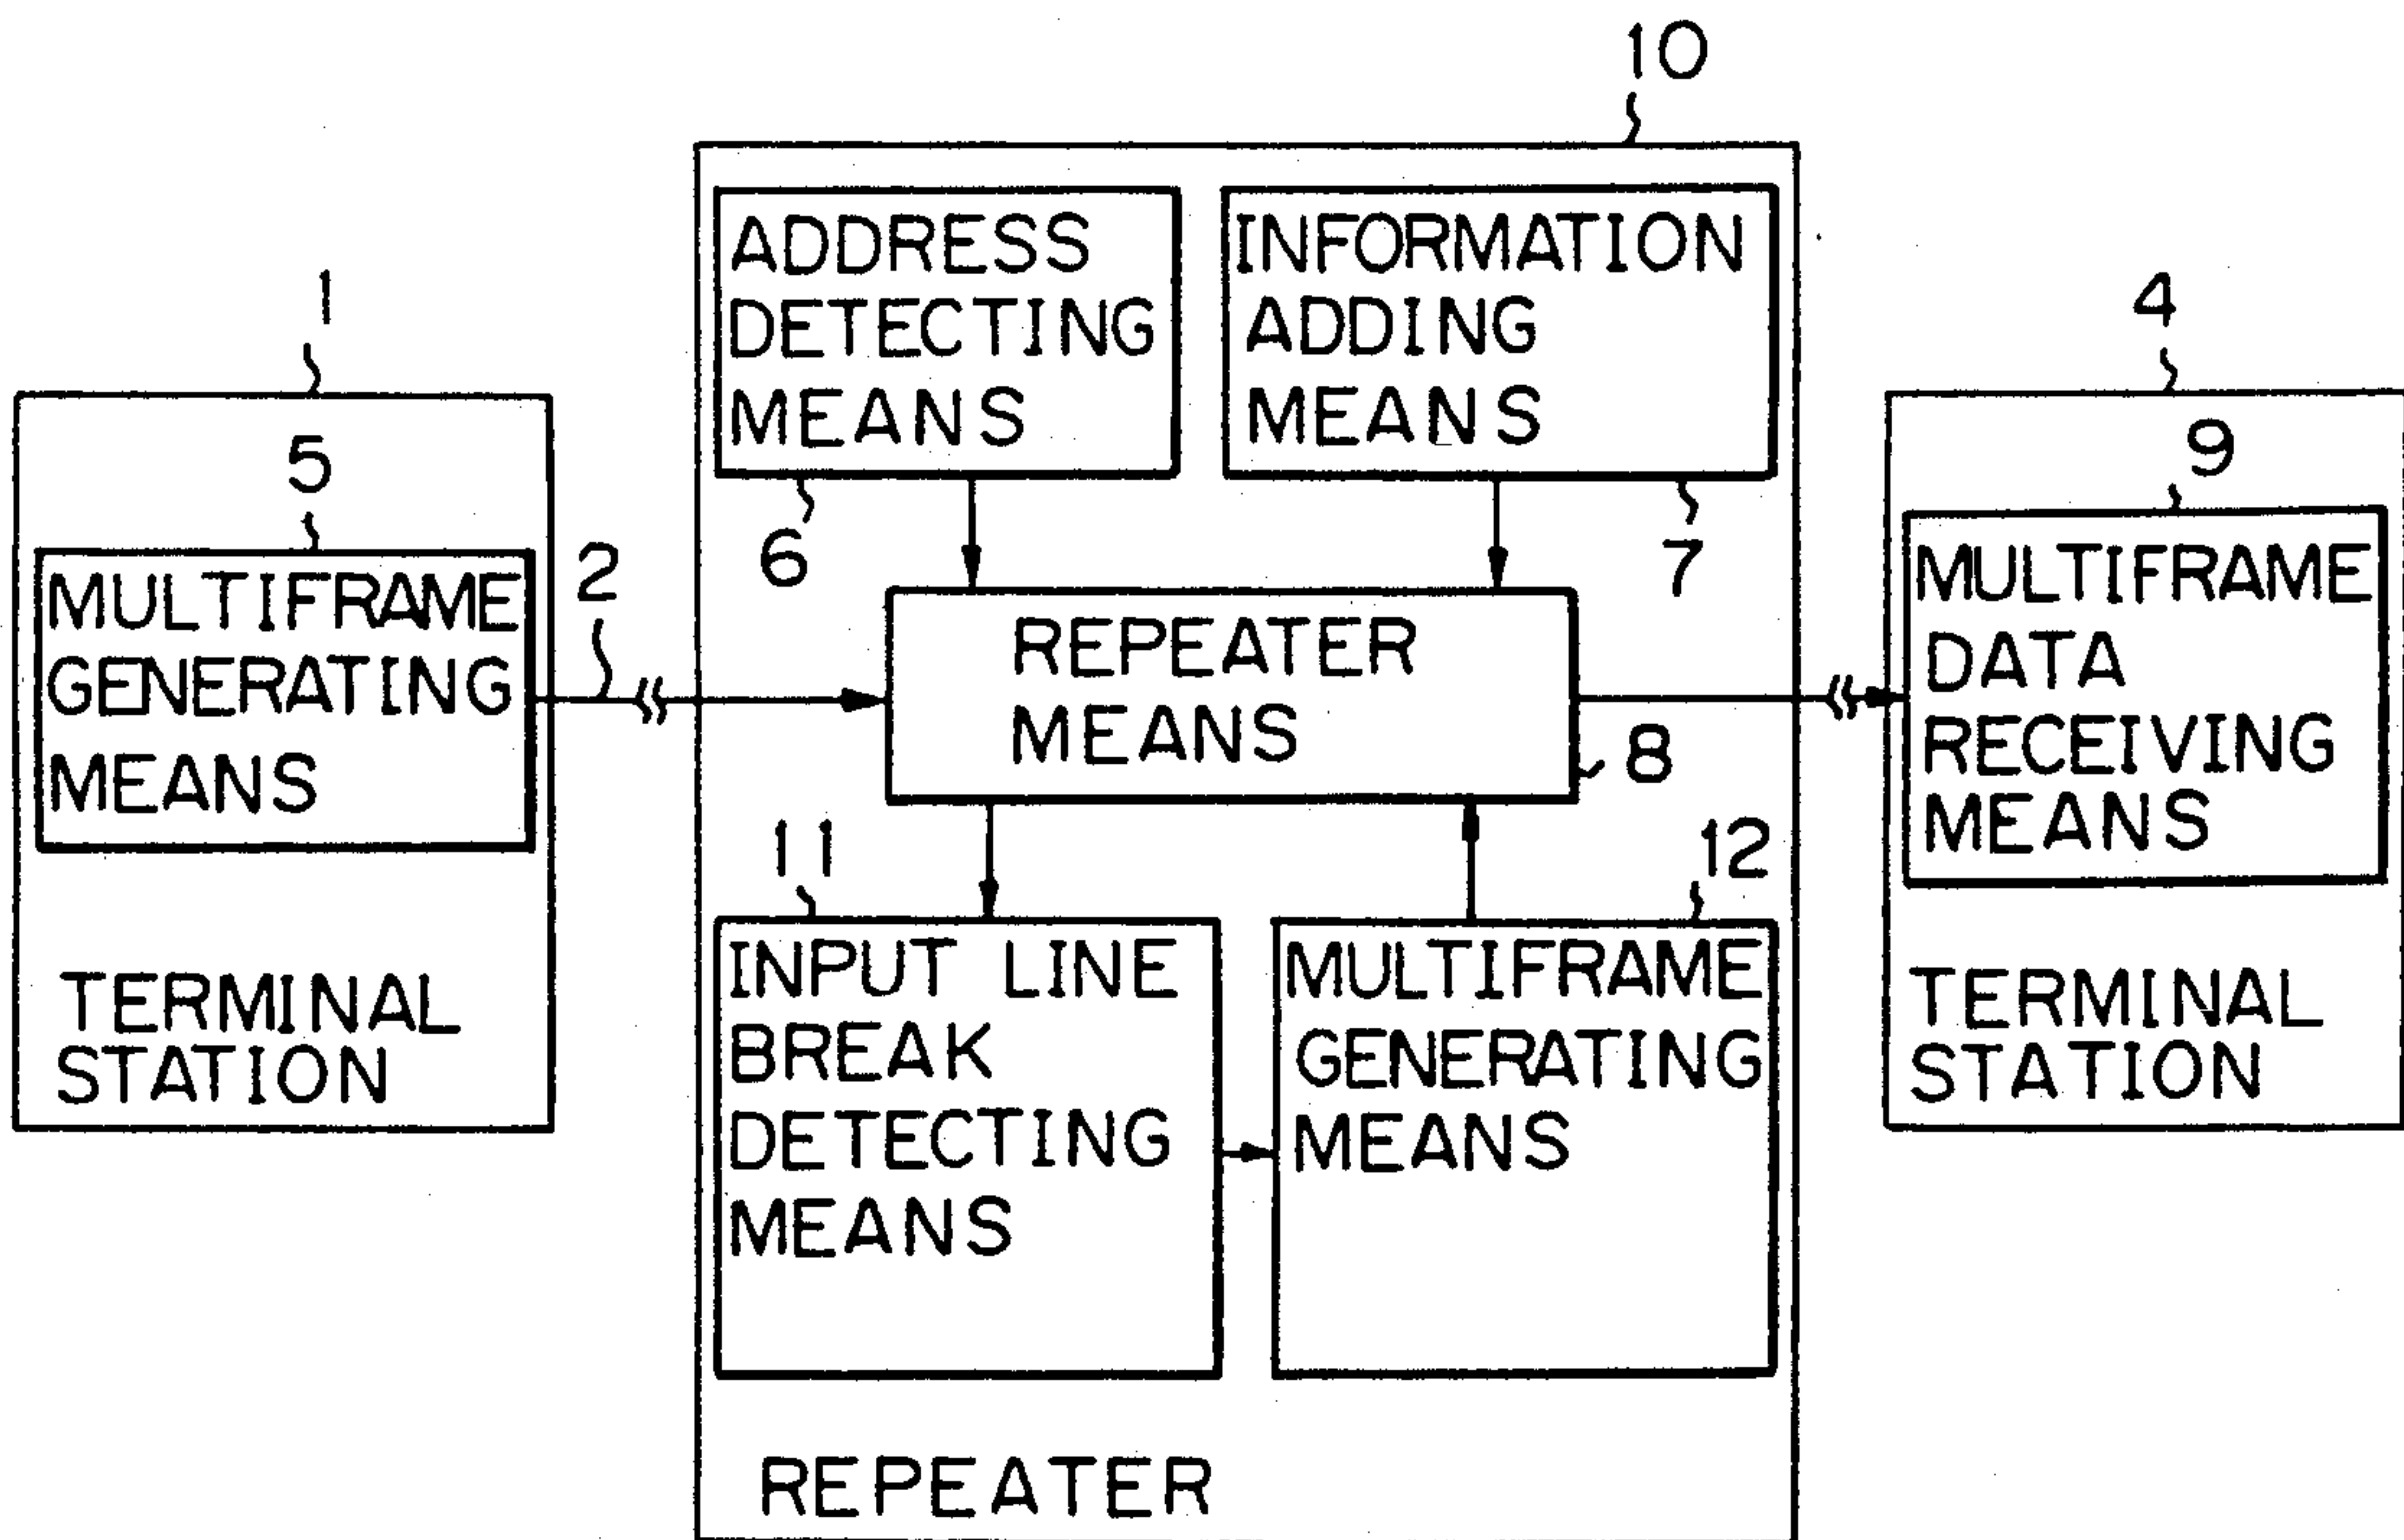 10
1
4
ADDRESS
DETECTING
MEANS
INFORMATION
ADDING
MEANS
5
9
6
7
2
MULTIFRAME
GENERATING
MEANS
REPEATER
MEANS
8
MULTIFRAME
DATA
RECEIVING
MEANS
11
12
TERMINAL
STATION
INPUT LINE
BREAK
DETECTING
MEANS
MULTIFRAME
GENERATING
MEANS
TERMINAL
STATION
REPEATER